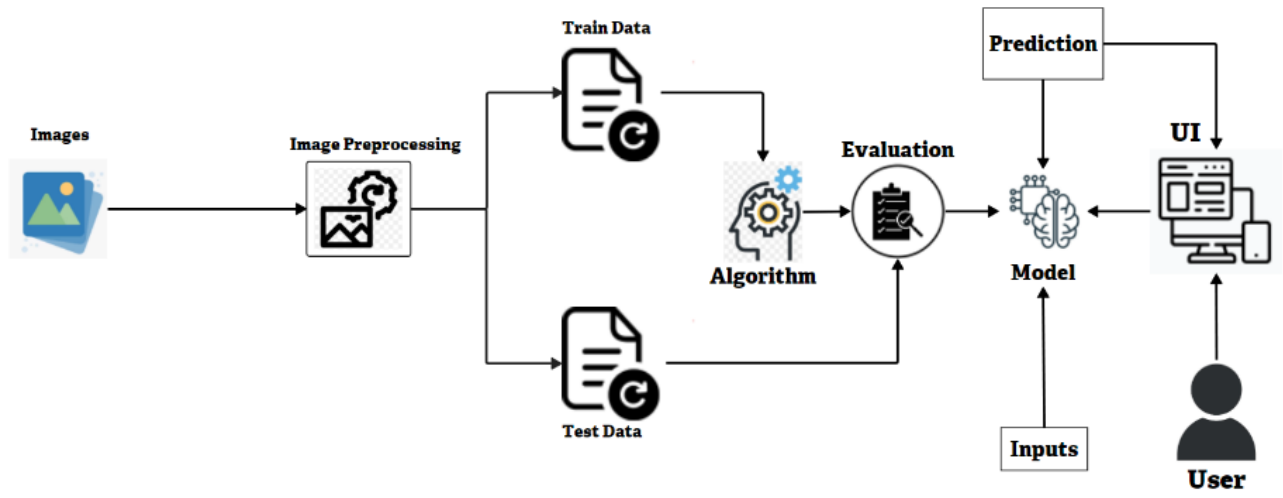 Train Data
Prediction
Images
Image Preprocessing
Evaluation
UI
Algorithm
Model
Test Data
Inputs
User